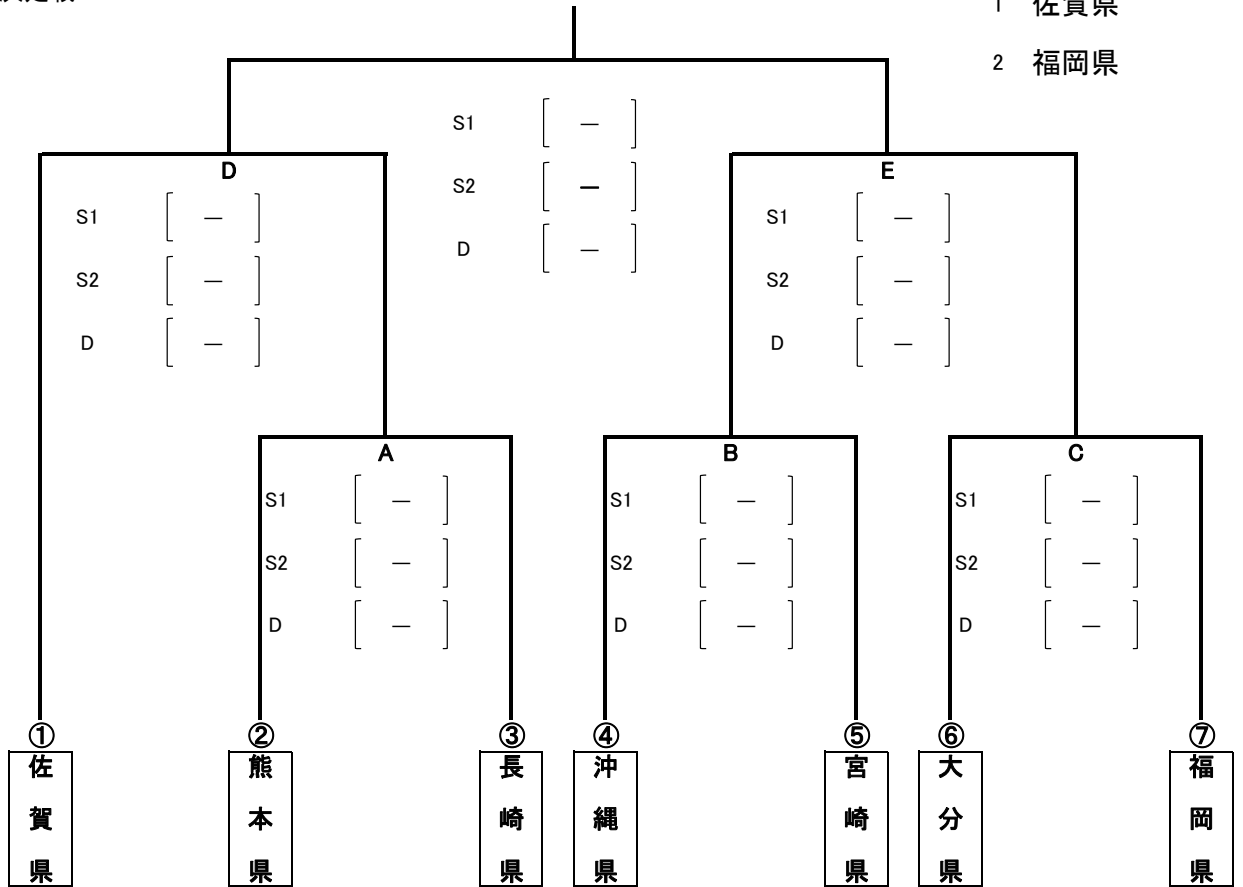 1 佐賀県
2 福岡県
S1 [ — ]
S2 [ — ]
D [ — ]
D
S1 [ — ]
S2 [ — ]
D [ — ]
E
S1 [ — ]
S2 [ — ]
D [ — ]
A
S1 [ — ]
S2 [ — ]
D [ — ]
B
S1 [ — ]
S2 [ — ]
D [ — ]
C
S1 [ — ]
S2 [ — ]
D [ — ]
① 佐賀県
② 熊本県
③ 長崎県
④ 沖縄県
⑤ 宮崎県
⑥ 大分県
⑦ 福岡県